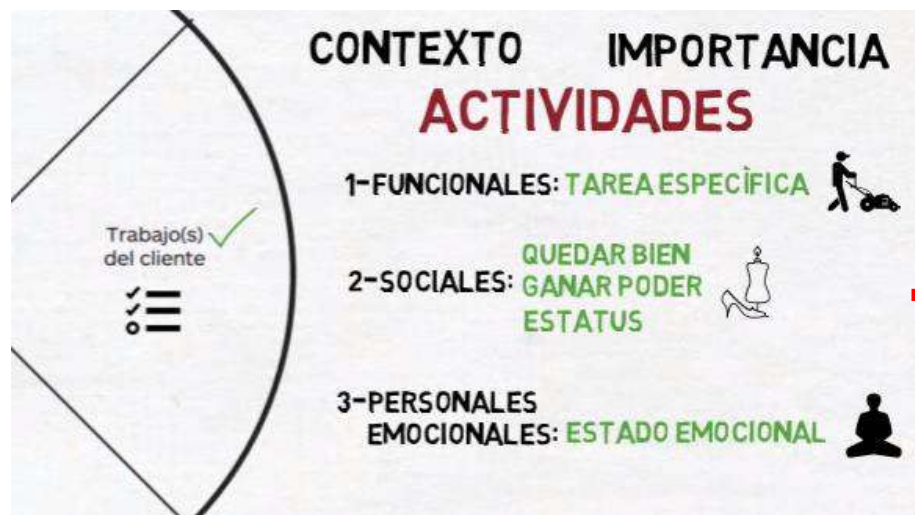 CONTEXTO IMPORTANCIA
ACTIVIDADES
1-FUNCIONALES: TAREA ESPECÌFICA
Trabajo(s)
del cliente
2-SOCIALES: QUEDAR BIEN
GANAR PODER
ESTATUS
3-PERSONALES
EMOCIONALES: ESTADO EMOCIONAL